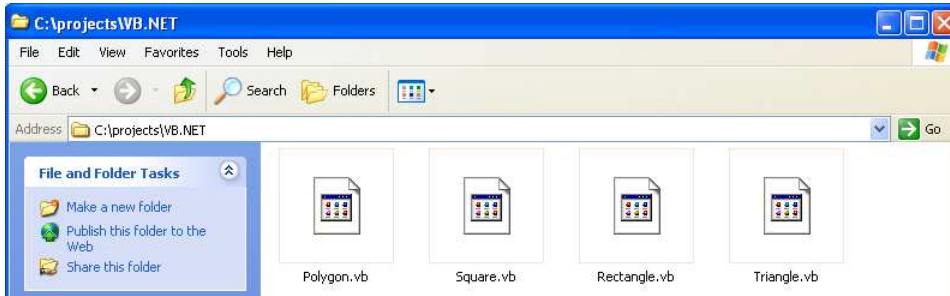 C:\projects\VB.NET
File Edit View Favorites Tools Help
Back Search Folders
Address C:\projects\VB.NET Go
File and Folder Tasks
Make a new folder
Publish this folder to the
Web
Share this folder
Polygon.vb Square.vb Rectangle.vb Triangle.vb